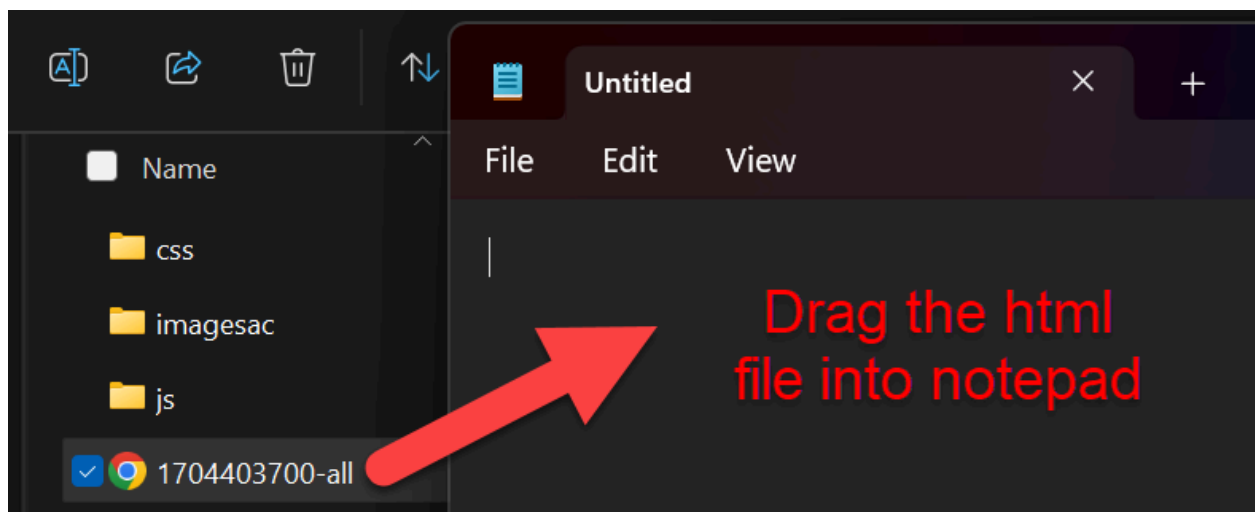 Untitled
File Edit View
Name
css
imagesac
js
1704403700-all
Drag the html
file into notepad